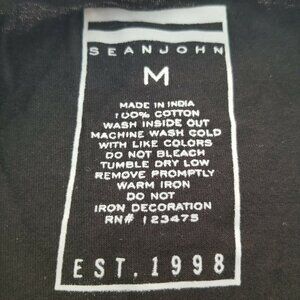 SEANJOHN
M
MADE IN INDIA
100% COTTON
WASH INSIDE OUT
MACHINE WASH COLD
WITH LIKE COLORS
DO NOT BLEACH
TUMBLE DRY LOW
REMOVE PROMPTLY
WARM IRON
DO NOT
IRON DECORATION
RN# 123475
EST. 1998